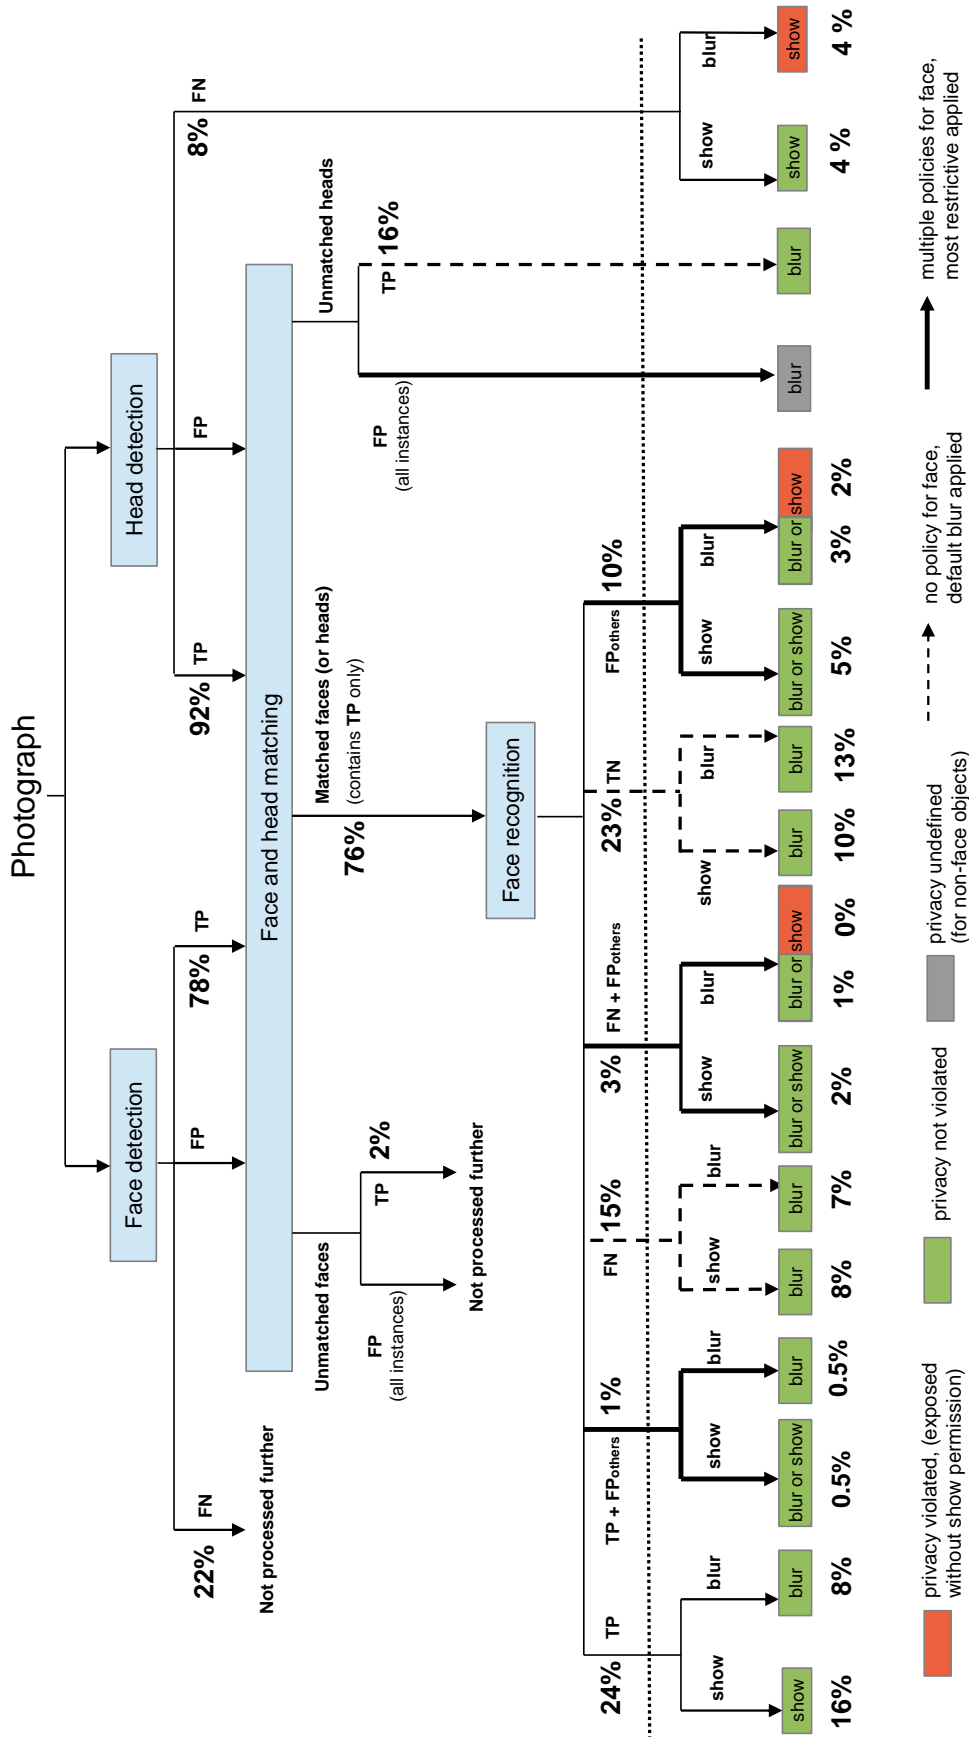 Photograph
Face detection
Head detection
22%
FN
Not processed further
FP
78%
TP
92%
TP
FP
8%
FN
Face and head matching
Unmatched faces
FP
(all instances)
TP
2%
Not processed further
Matched faces (or heads)
(contains TP only)
76%
Unmatched heads
FP
(all instances)
TP
16%
Face recognition
24%
TP
TP + FPothers
1%
FN
15%
3%
FN + FPothers
23%
TN
FPothers
10%
show
blur
show
blur
show
blur
show
blur
show
blur
show
blur
show
blur
show
blur
blur or show
blur
blur
blur
blur or show
blur or show
blur
blur
blur or show
blur or show
blur
blur
show
show
16%
8%
0.5%
0.5%
8%
7%
2%
1%
0%
10%
13%
5%
3%
2%
4 %
4 %
privacy violated, (exposed
without show permission)
privacy not violated
privacy undefined
(for non-face objects)
no policy for face,
default blur applied
multiple policies for face,
most restrictive applied